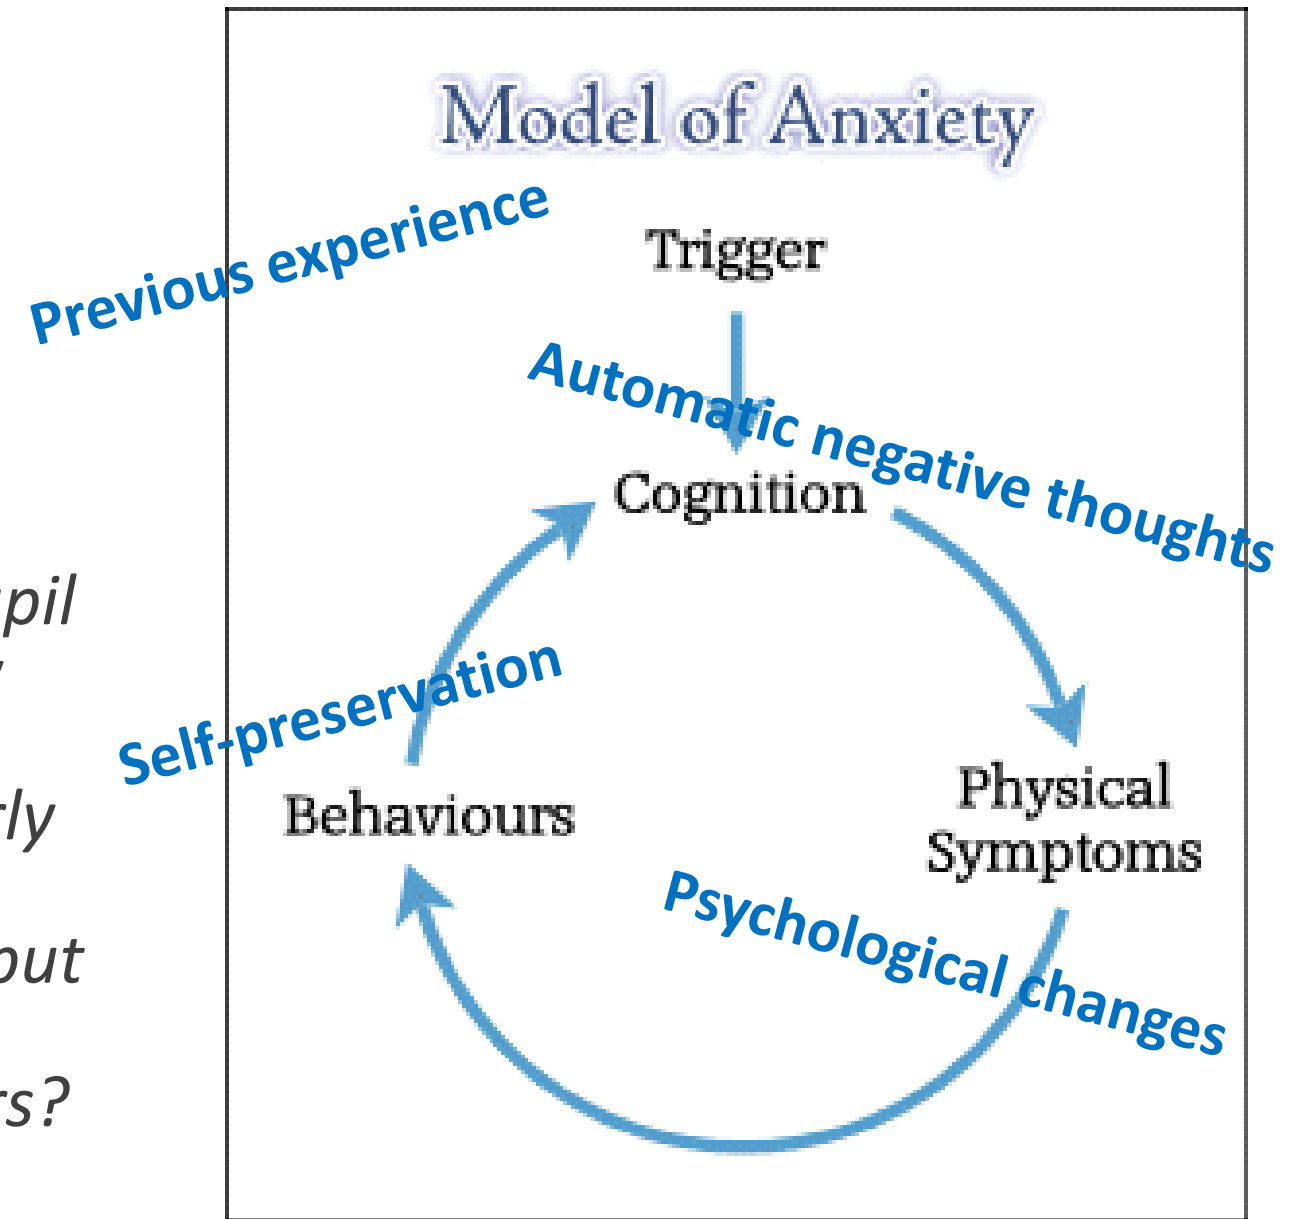 Model of Anxiety
Previous experience
Trigger
Automatic negative thoughts
Cognition
Self-preservation
Behaviours
Physical
Symptoms
Psychological changes